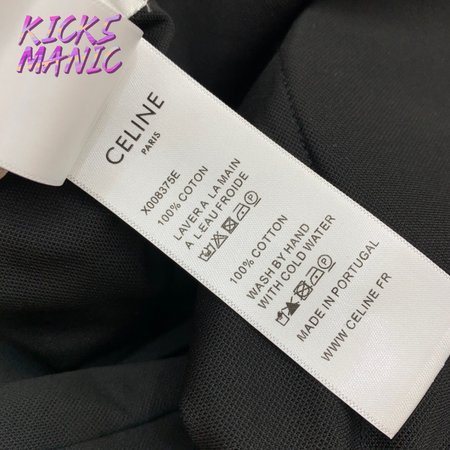 KICKS
MANIC
CELINE
PARIS
X008375E
100% COTON
LAVER A LA MAIN
A L'EAU FROIDE
100% COTTON
WASH BY HAND
WITH COLD WATER
MADE IN PORTUGAL
WWW.CELINE.FR